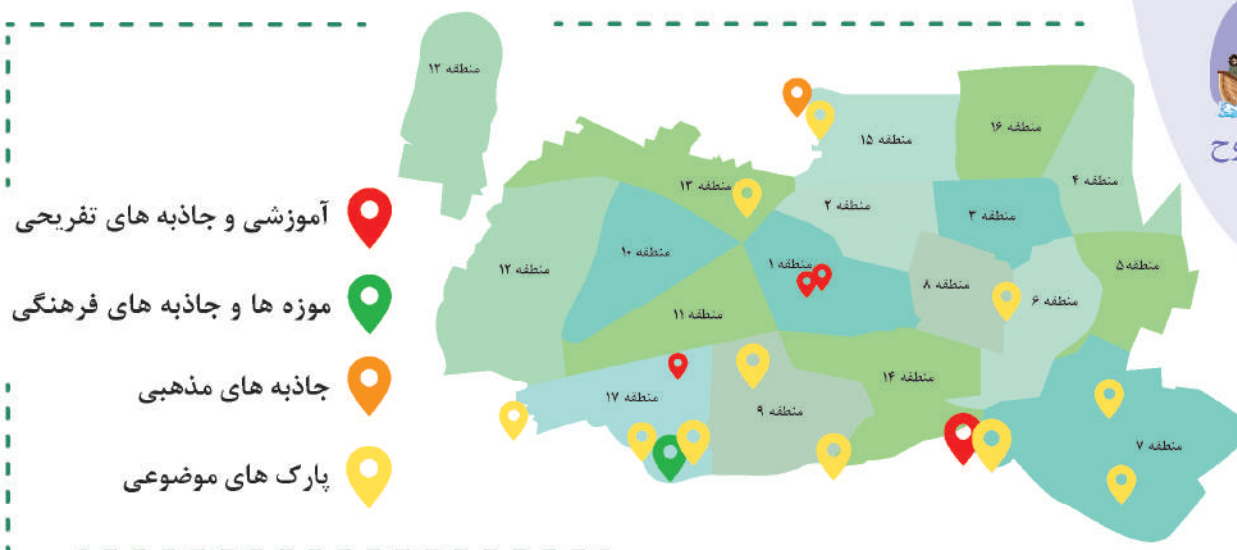 منطقه ۱۲
منطقه ۱۶
منطقه ۱۵
منطقه ۴
منطقه ۱۳
منطقه ۲
منطقه ۳
منطقه ۱۰
منطقه ۱
منطقه ۵
منطقه ۱۲
منطقه ۸
منطقه ۶
منطقه ۱۱
منطقه ۱۴
منطقه ۱۷
منطقه ۹
منطقه ۷
آموزشی و جاذبه های تفریحی
موزه ها و جاذبه های فرهنگی
جاذبه های مذهبی
پارک های موضوعی